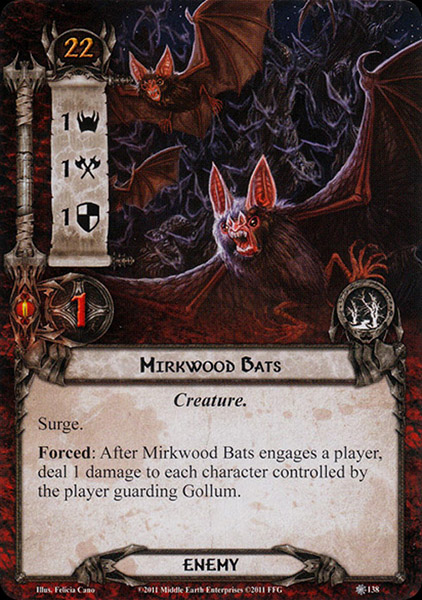 22
1
1
1
1
Mirkwood Bats
Creature.
Surge.
Forced: After Mirkwood Bats engages a player,
deal 1 damage to each character controlled by
the player guarding Gollum.
ENEMY
Illus. Felicia Cano ©2011 Middle Earth Enterprises ©2011 FFG 138